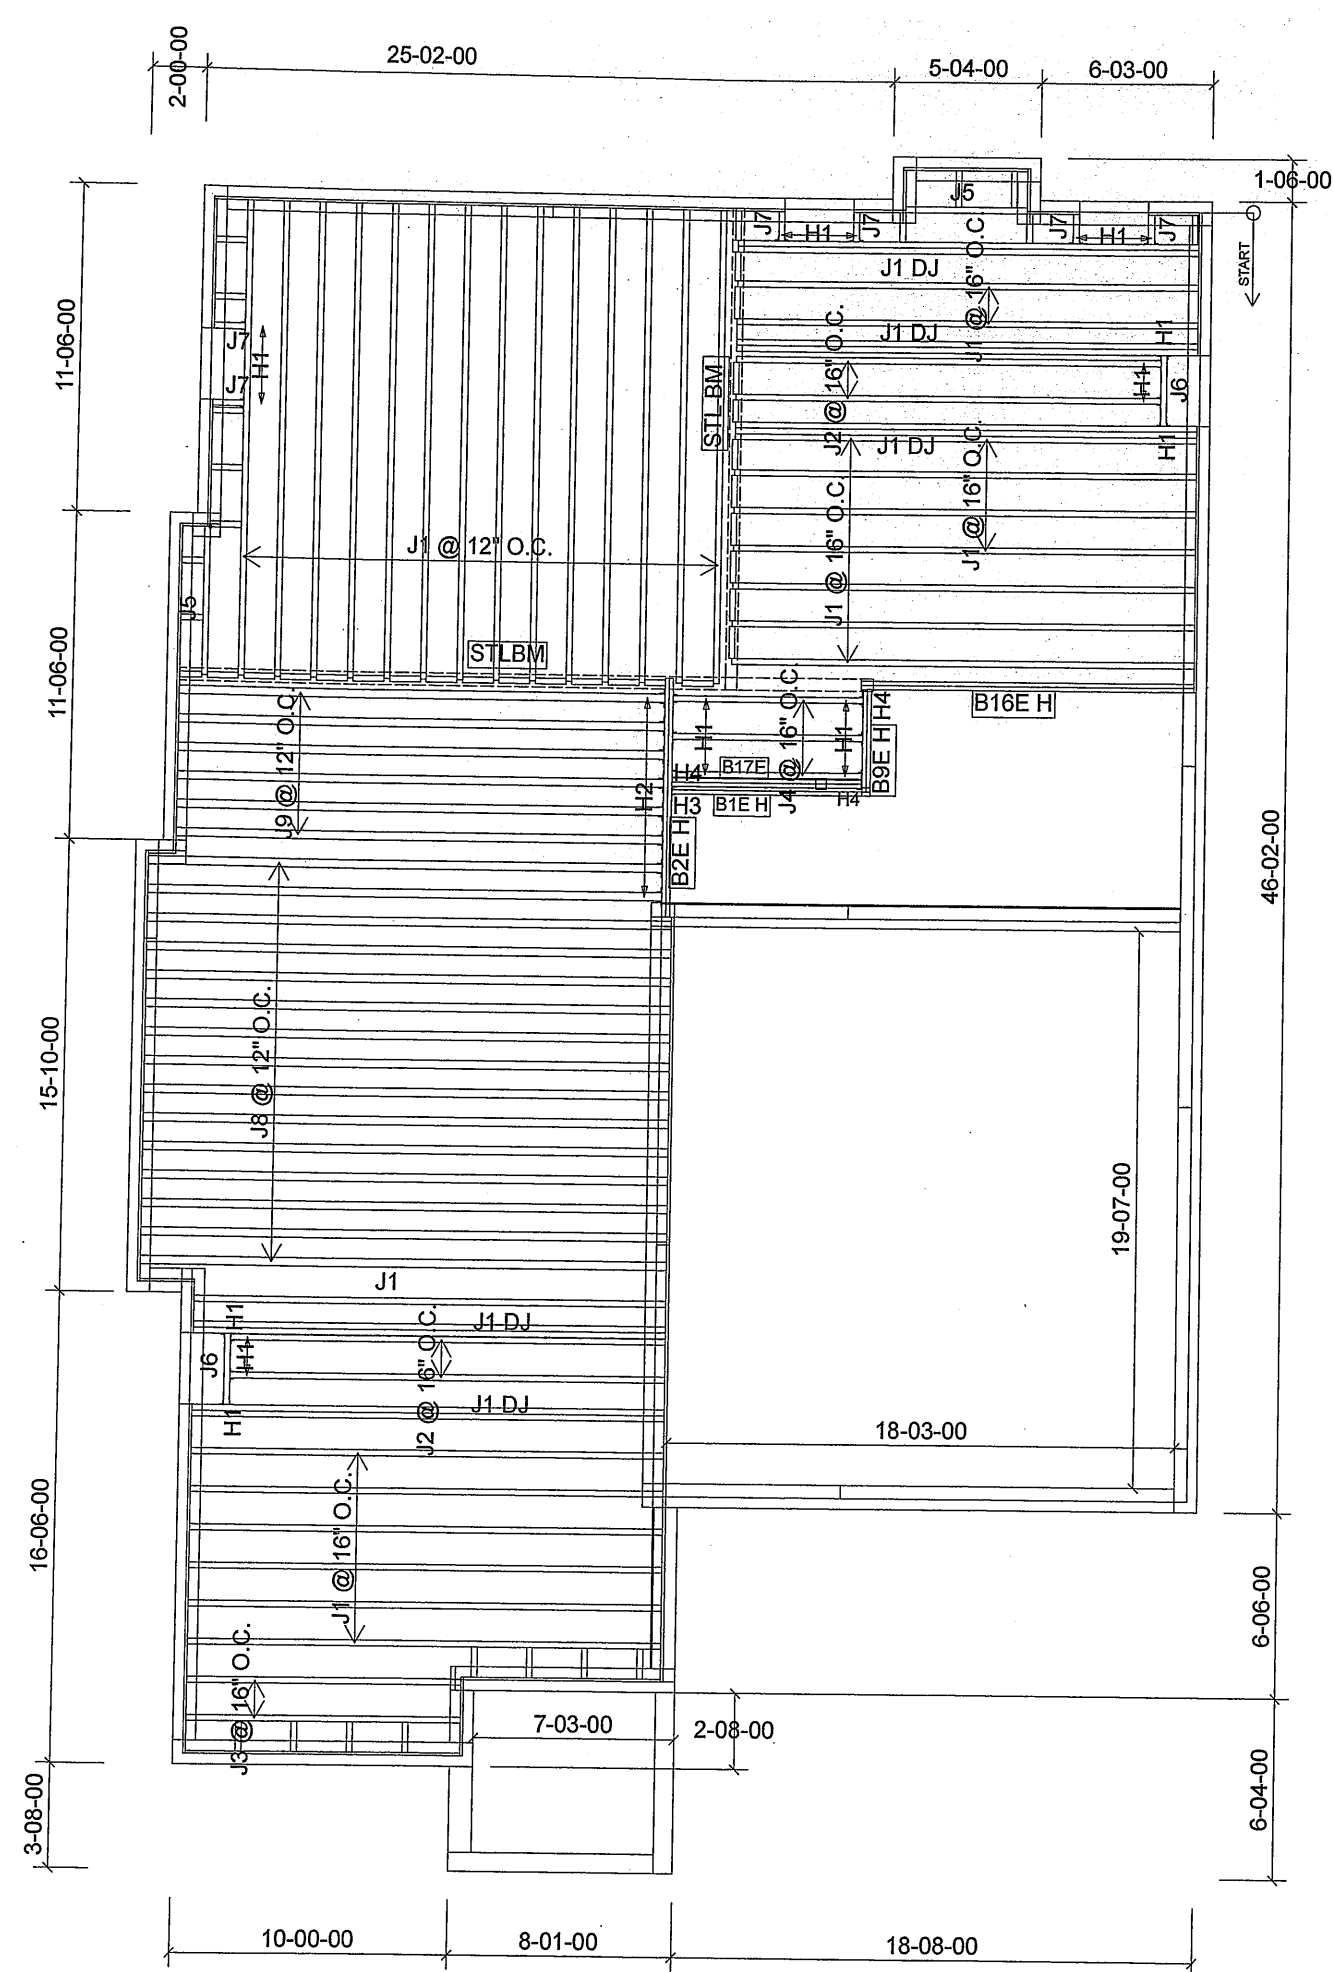 2-00-00
25-02-00
5-04-00
6-03-00
1-06-00
J5
J7
H1
J7
J7
H1
J7
START
J1 DJ
J1 @ 16" O.C.
J1 DJ
H1
11-06-00
J7
H1
J7
STL BM
J2 @ 16" O.C.
H1
J6
J1 DJ
H1
J1 @ 16" O.C.
J1 @ 16" O.C.
J1 @ 12" O.C.
J5
11-06-00
STLBM
B16E H
J9 @ 12" O.C.
H2
H1
J4 @ 16" O.C.
H1
H4
B9E H
B17E
H4
H3
B1E H
H4
B2E H
46-02-00
15-10-00
J8 @ 12" O.C.
19-07-00
J1
H1
J1 DJ
J6
H1
J2 @ 16" O.C.
J1 DJ
H1
18-03-00
16-06-00
J1 @ 16" O.C.
6-06-00
J3 @ 16" O.C.
7-03-00
2-08-00
3-08-00
6-04-00
10-00-00
8-01-00
18-08-00